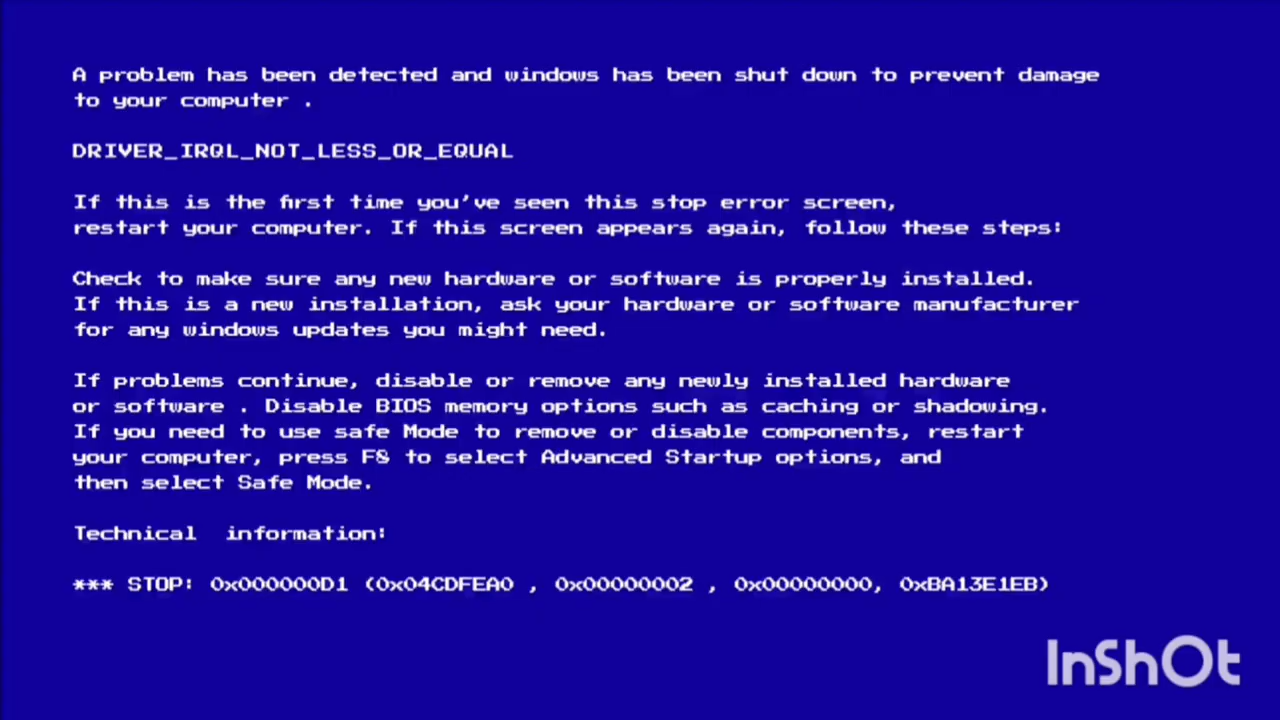 A problem has been detected and windows has been shut down to prevent damage
to your computer .
DRIVER_IRQL_NOT_LESS_OR_EQUAL
If this is the first time you've seen this stop error screen,
restart your computer. If this screen appears again, follow these steps:
Check to make sure any new hardware or software is properly installed.
If this is a new installation, ask your hardware or software manufacturer
for any windows updates you might need.
If problems continue, disable or remove any newly installed hardware
or software . Disable BIOS memory options such as caching or shadowing.
If you need to use safe Mode to remove or disable components, restart
your computer, press F& to select Advanced Startup options, and
then select Safe Mode.
Technical  information:
*** STOP: 0x000000D1 (0x04CDFEA0 , 0x00000002 , 0x00000000, 0xBA13E1EB)
InShOt